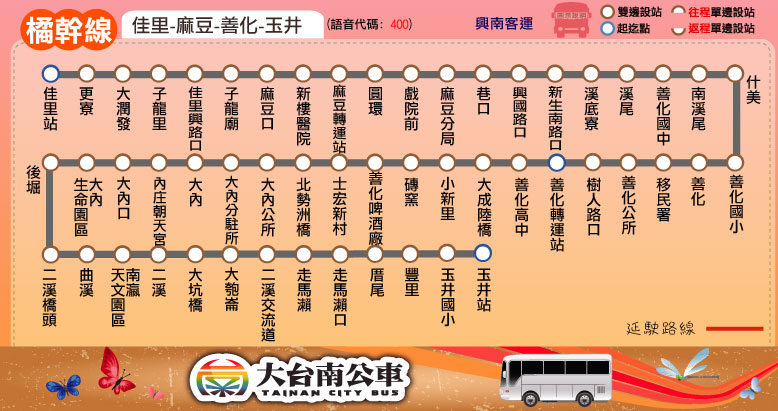 橘幹線
佳里-麻豆-善化-玉井
(語音代碼：400)
興南客運
雙邊設站
往程單邊設站
起迄點
返程單邊設站
佳里站
更寮
大潤發
子龍里
佳里興路口
子龍廟
麻豆口
新樓醫院
麻豆轉運站
圓環
戲院前
麻豆分局
巷口
興國路口
新生南路口
溪底寮
溪尾
善化國中
南溪尾
什美
善化國小
善化
移民署
善化公所
樹人路口
善化轉運站
善化高中
大成陸橋
小新里
磚窯
善化啤酒廠
士宏新村
北勢洲橋
大內公所
大內分駐所
大內
內庄朝天宮
大內口
大內
生命園區
後堀
二溪橋頭
曲溪
南瀛
天文園區
二溪
大坑橋
大匏崙
二溪交流道
走馬瀨
走馬瀨口
厝尾
豐里
玉井國小
玉井站
延駛路線
大台南公車
TAINAN CITY BUS